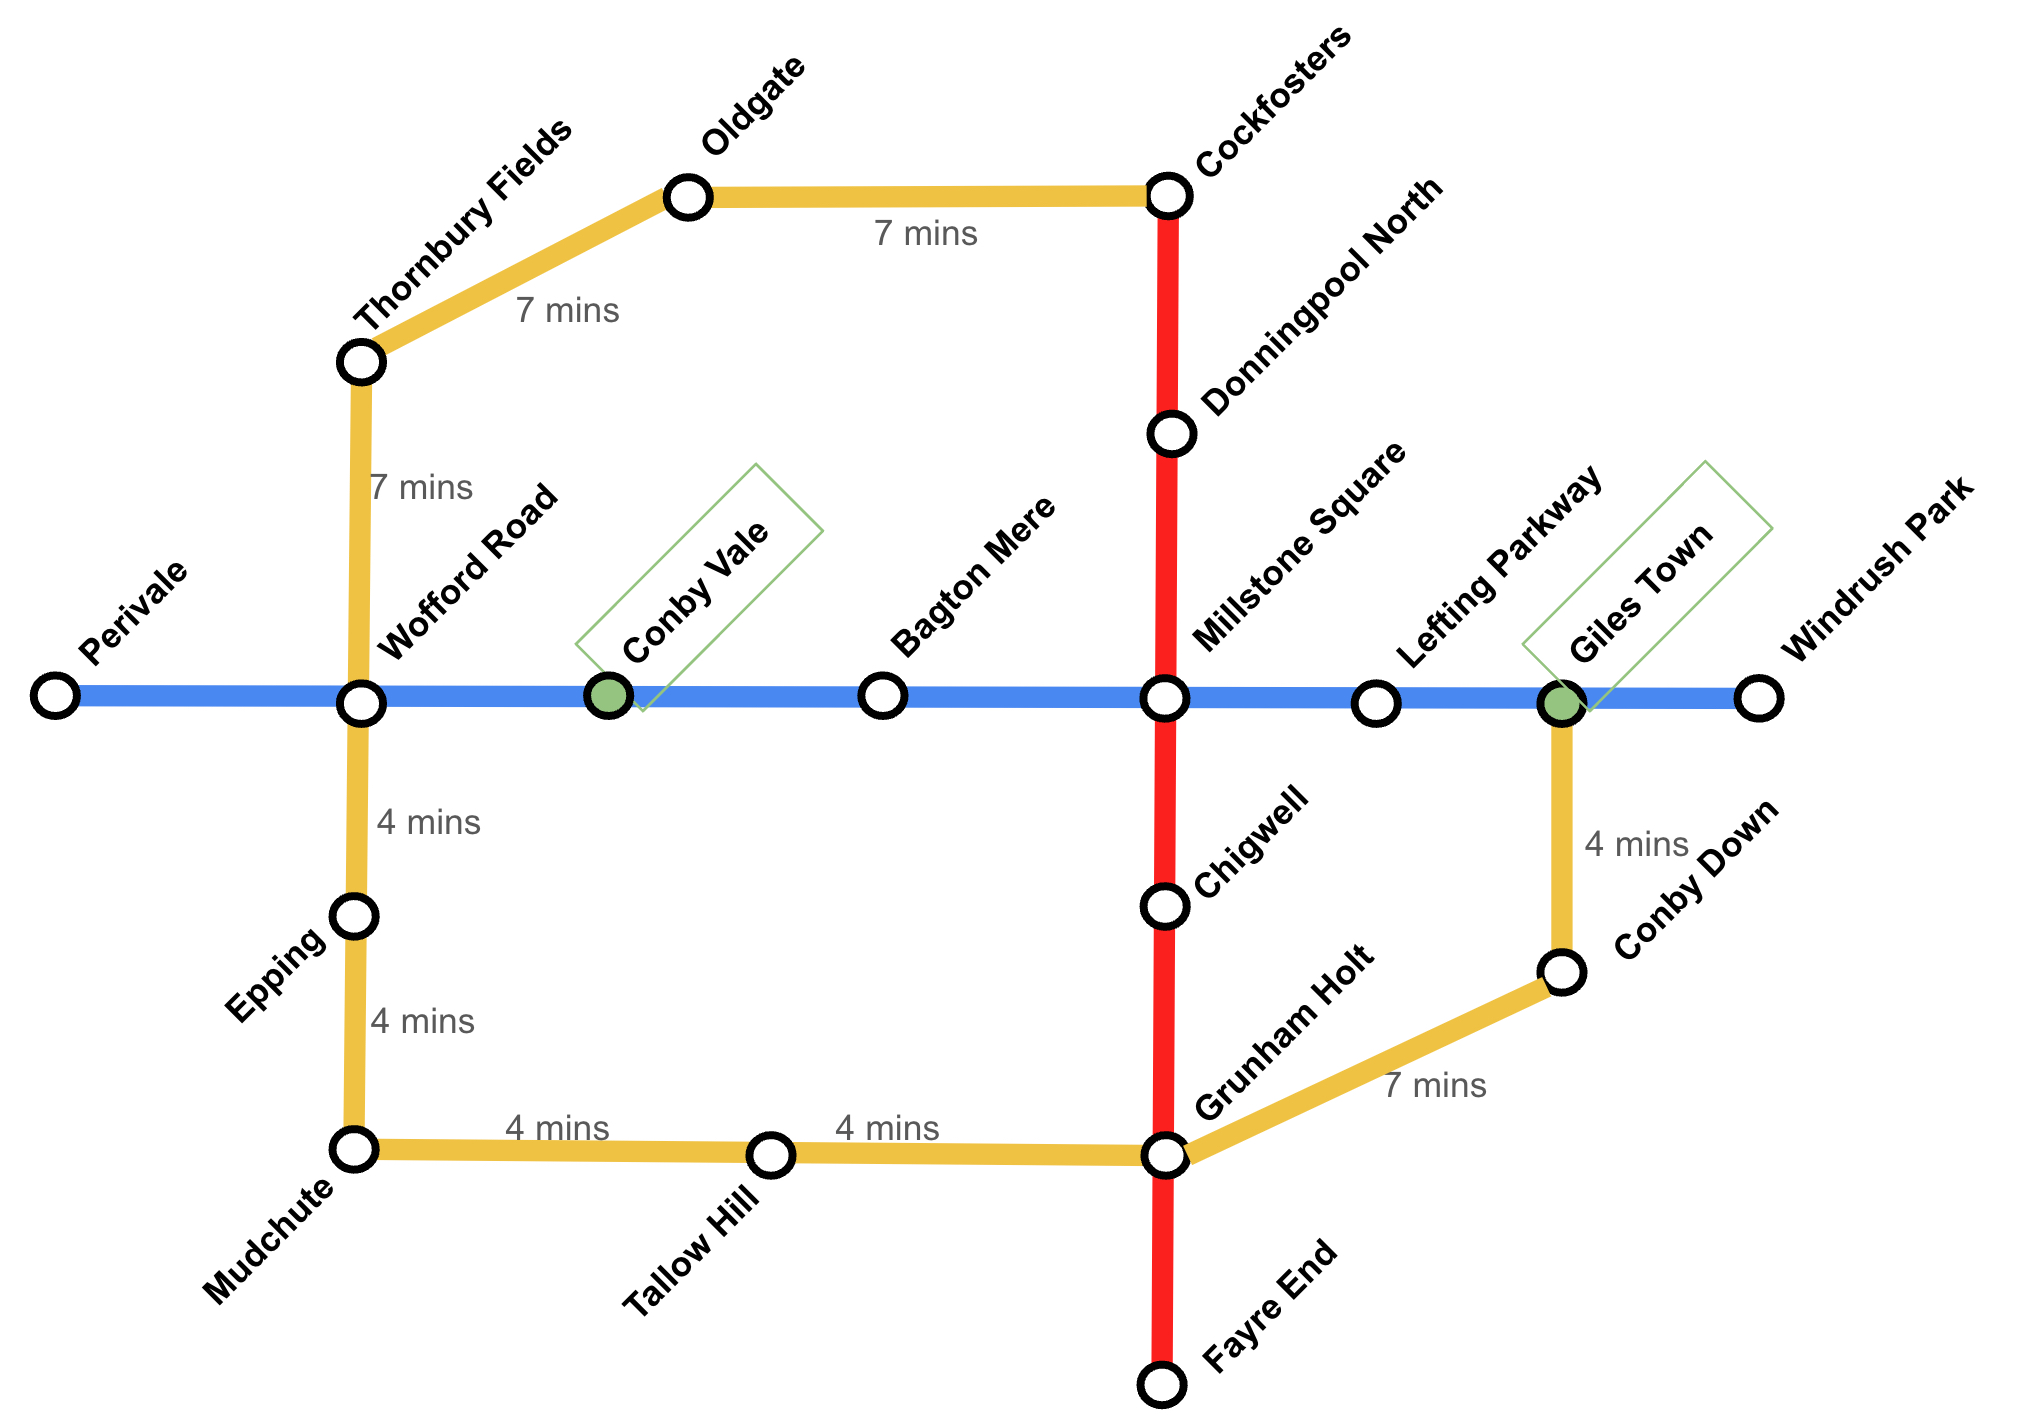 Oldgate
Cockfosters
Thornbury Fields
7 mins
7 mins
Donningpool North
7 mins
Perivale
Wofford Road
Conby Vale
Bagton Mere
Millstone Square
Lefting Parkway
Giles Town
Windrush Park
4 mins
Chigwell
4 mins
Conby Down
Epping
4 mins
Grunham Holt
7 mins
4 mins
4 mins
Mudchute
Tallow Hill
Fayre End